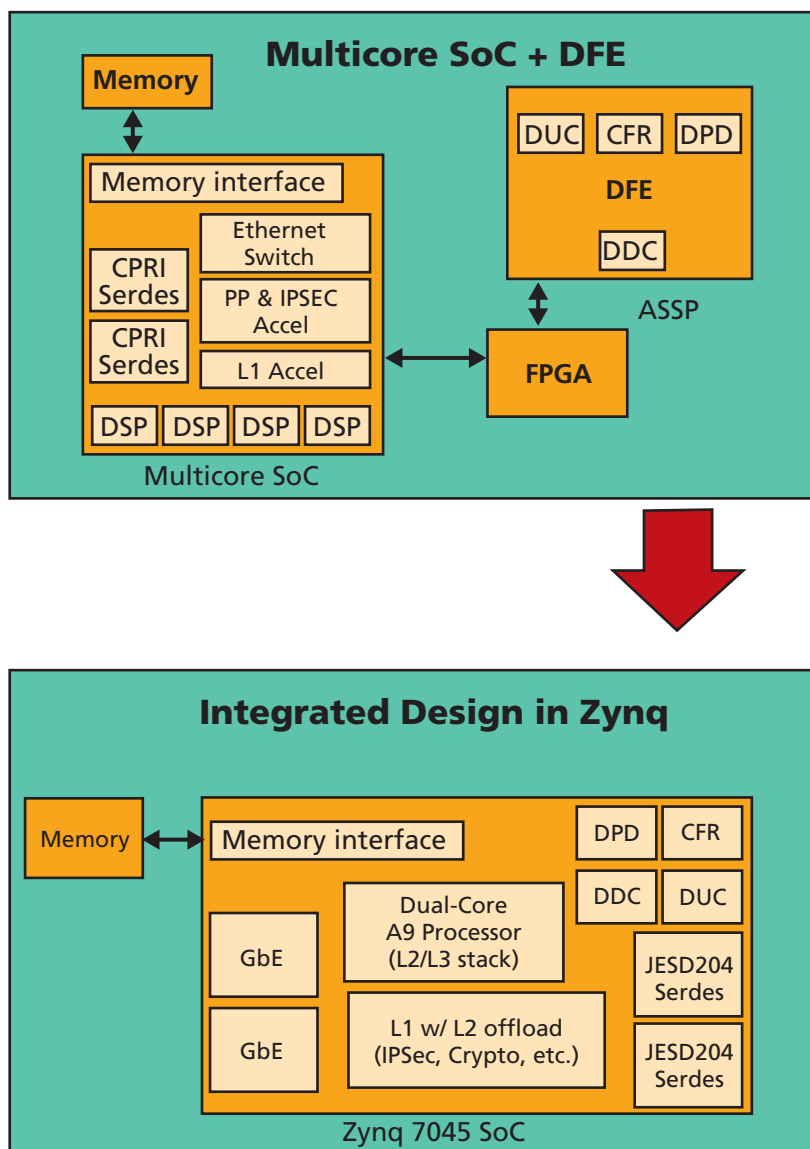 Multicore SoC + DFE
Memory
Memory interface
Ethernet
Switch
CPRI
Serdes
PP & IPSEC
Accel
CPRI
Serdes
L1 Accel
DSP DSP DSP DSP
Multicore SoC
DUC CFR DPD
DFE
DDC
ASSP
FPGA
Integrated Design in Zynq
Memory
Memory interface
DPD CFR
DDC DUC
Dual-Core
A9 Processor
(L2/L3 stack)
GbE
JESD204
Serdes
L1 w/ L2 offload
(IPSec, Crypto, etc.)
GbE
JESD204
Serdes
Zynq 7045 SoC